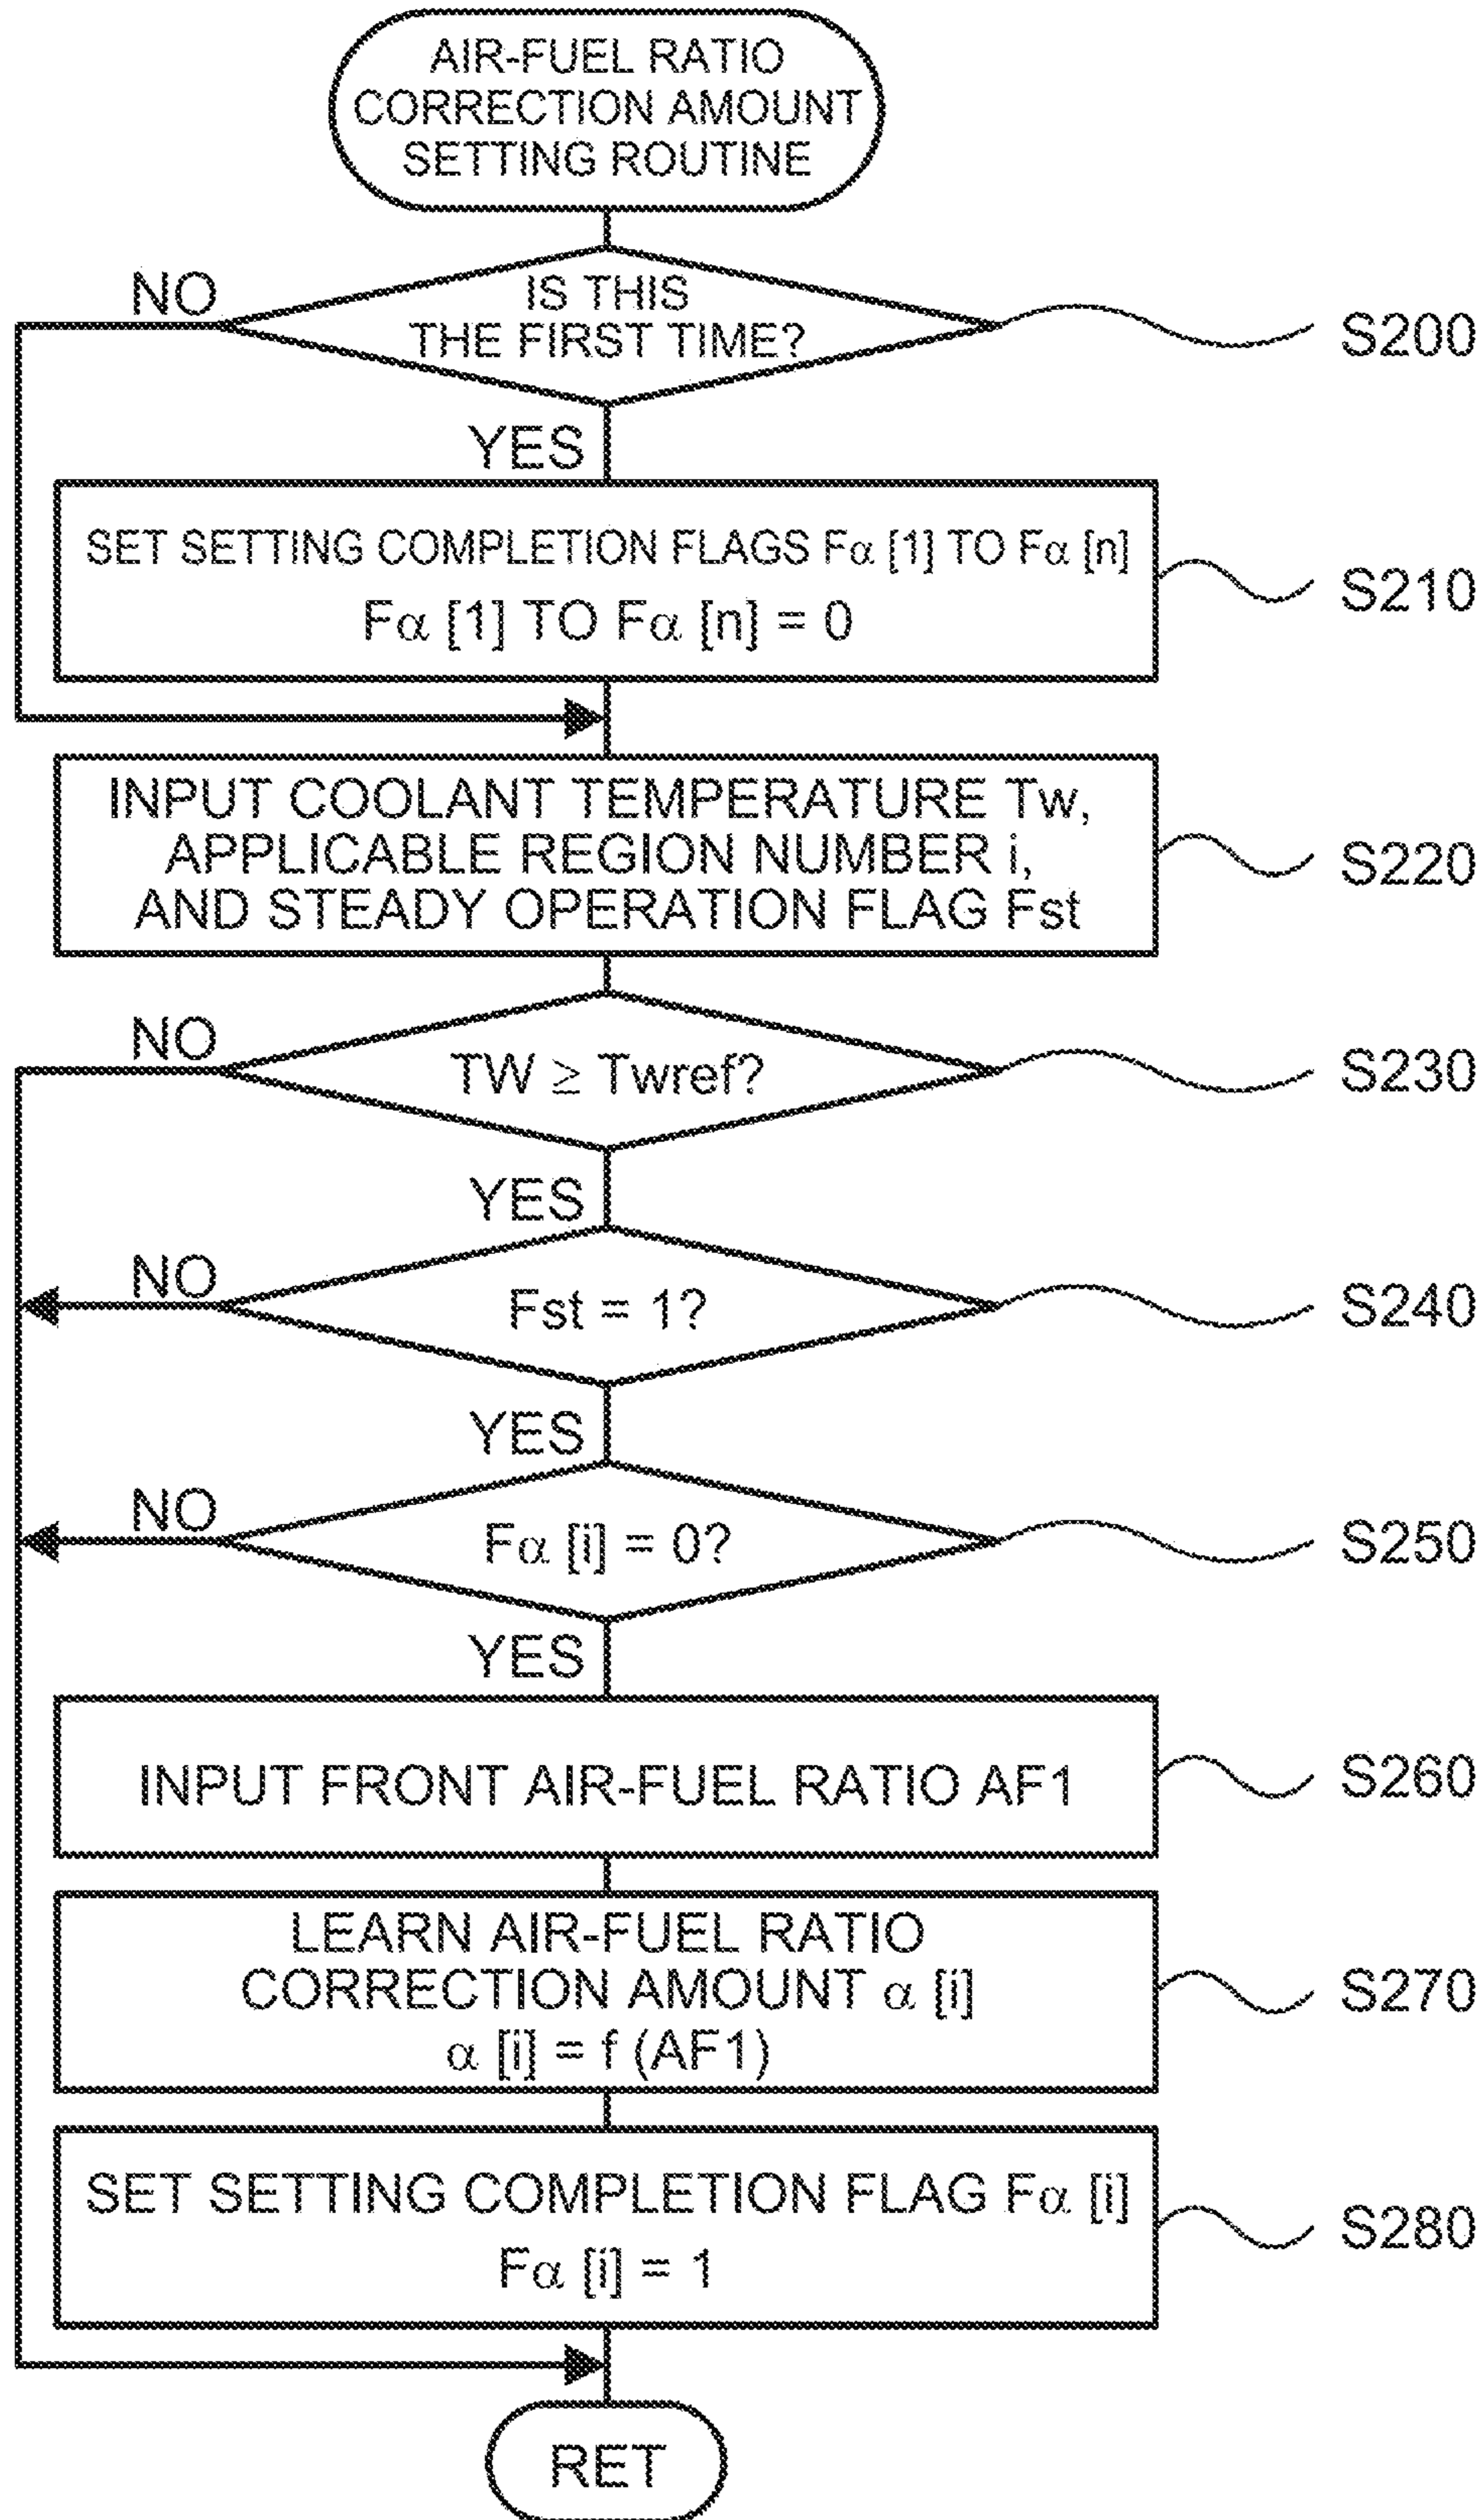 AIR-FUEL RATIO
CORRECTION AMOUNT
SETTING ROUTINE
NO
IS THIS
THE FIRST TIME?
S200
YES
SET SETTING COMPLETION FLAGS Fα [1] TO Fα [n]
Fα [1] TO Fα [n] = 0
S210
INPUT COOLANT TEMPERATURE Tw,
APPLICABLE REGION NUMBER i,
AND STEADY OPERATION FLAG Fst
S220
NO
TW ≥ Twref?
S230
YES
NO
Fst = 1?
S240
YES
NO
Fα [i] = 0?
S250
YES
INPUT FRONT AIR-FUEL RATIO AF1
S260
LEARN AIR-FUEL RATIO
CORRECTION AMOUNT α [i]
α [i] = f (AF1)
S270
SET SETTING COMPLETION FLAG Fα [i]
Fα [i] = 1
S280
RET